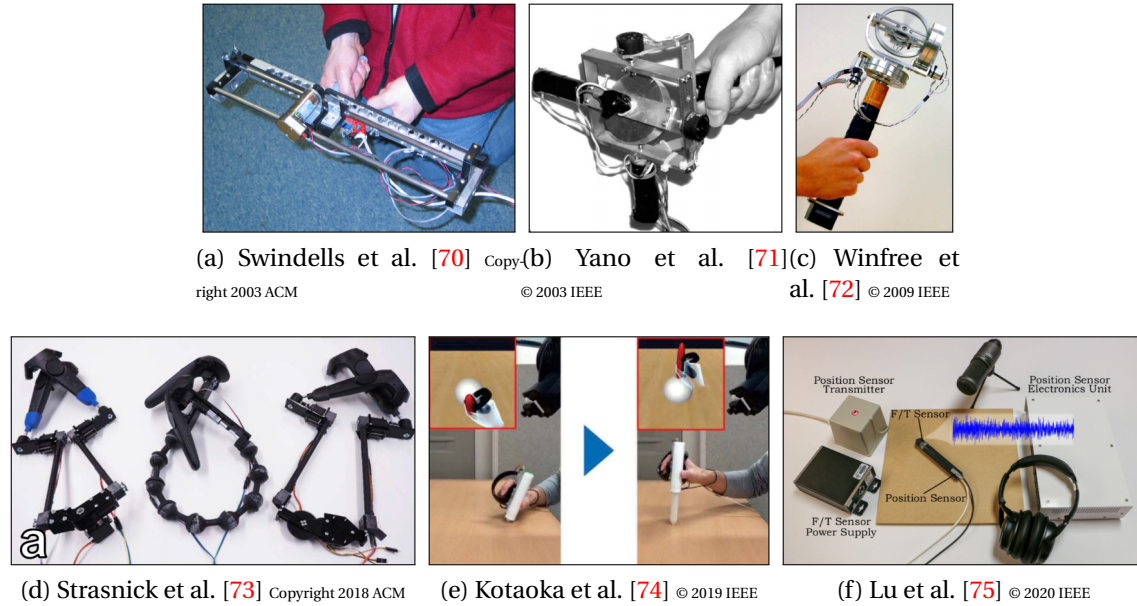 (a) Swindells et al. [70] Copy-
right 2003 ACM
(b) Yano et al. [71]
© 2003 IEEE
(c) Winfree et
al. [72] © 2009 IEEE
a
(d) Strasnick et al. [73] Copyright 2018 ACM
(e) Kotaoka et al. [74] © 2019 IEEE
Position Sensor
Transmitter
F/T Sensor
Position Sensor
Electronics Unit
Position Sensor
F/T Sensor
Power Supply
(f) Lu et al. [75] © 2020 IEEE